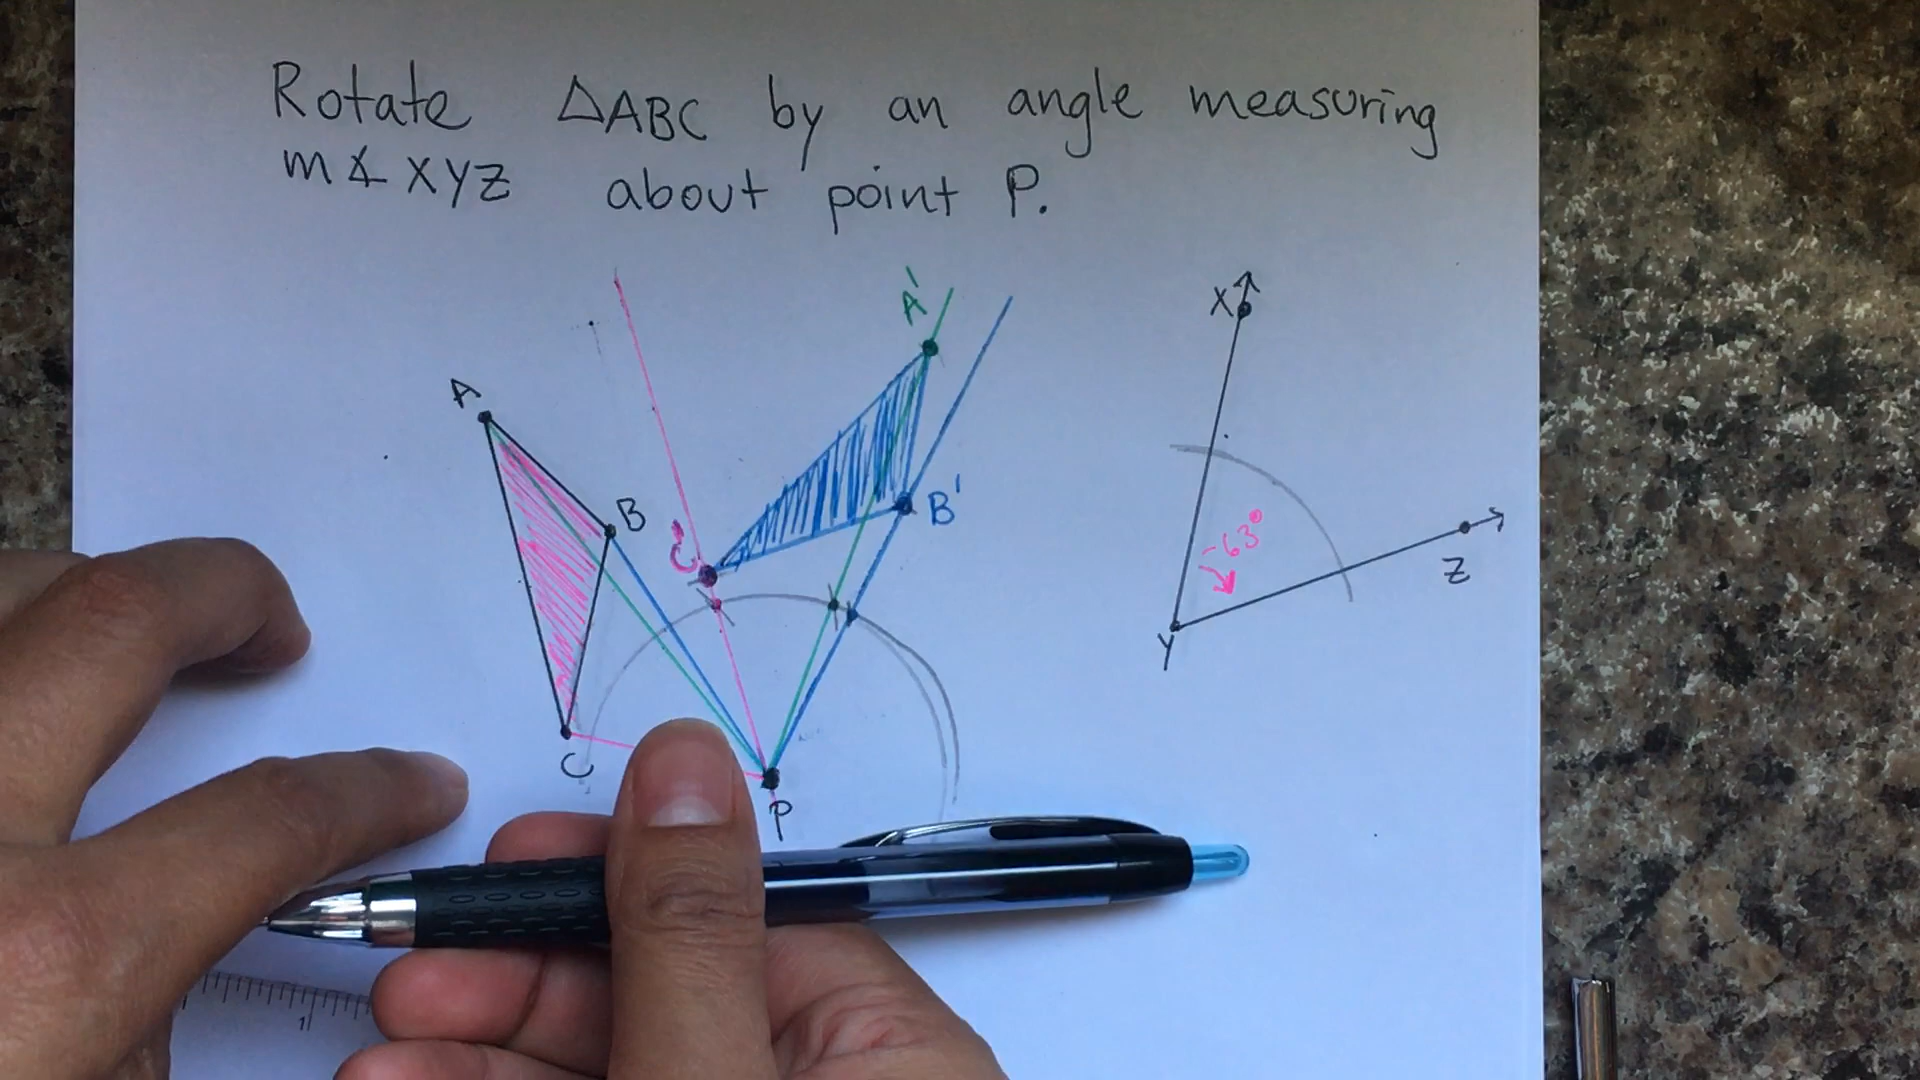 Rotate △ABC by an angle measuring
m∡XYZ about point P.
A'
X
A
B
B'
C'
-63°
Z
Y
C
P
1